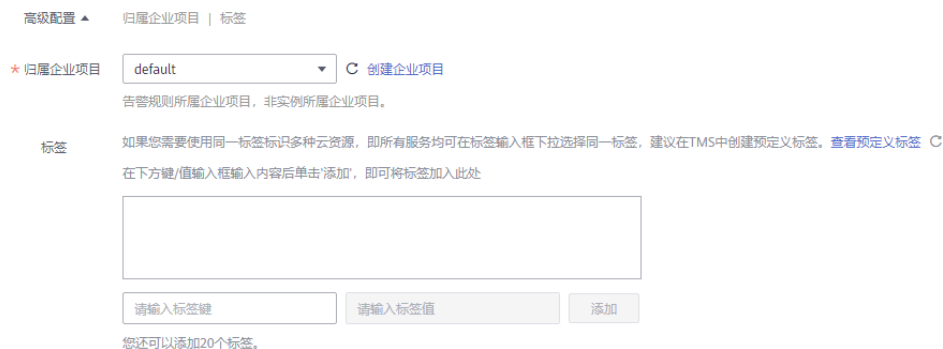 高级配置 ▲ 归属企业项目 | 标签
* 归属企业项目 default ▼ C 创建企业项目
告警规则所属企业项目，非实例所属企业项目。
标签 如果您需要使用同一标签标识多种云资源，即所有服务均可在标签输入框下拉选择同一标签，建议在TMS中创建预定义标签。查看预定义标签 C
在下方键/值输入框输入内容后单击'添加'，即可将标签加入此处
请输入标签键 请输入标签值 添加
您还可以添加20个标签。